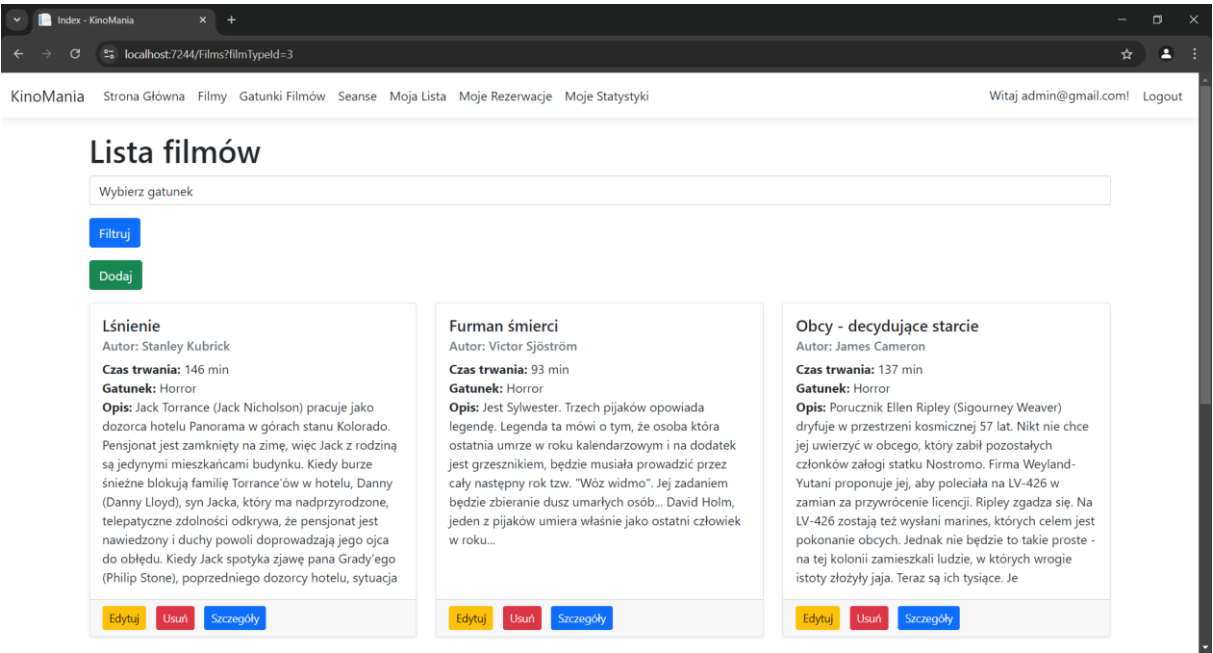 Index - KinoMania
localhost:7244/Films?filmTypeId=3
KinoMania Strona Główna Filmy Gatunki Filmów Seanse Moja Lista Moje Rezerwacje Moje Statystyki Witaj admin@gmail.com! Logout
Lista filmów
Wybierz gatunek
Filtruj
Dodaj
Lśnienie
Autor: Stanley Kubrick
Czas trwania: 146 min
Gatunek: Horror
Opis: Jack Torrance (Jack Nicholson) pracuje jako
dozorca hotelu Panorama w górach stanu Kolorado.
Pensjonat jest zamknięty na zimę, więc Jack z rodziną
są jedynymi mieszkańcami budynku. Kiedy burze
śnieżne blokują familię Torrance'ów w hotelu, Danny
(Danny Lloyd), syn Jacka, który ma nadprzyrodzone,
telepatyczne zdolności odkrywa, że pensjonat jest
nawiedzony i duchy powoli doprowadzają jego ojca
do obłędu. Kiedy Jack spotyka zjawę pana Grady'ego
(Philip Stone), poprzedniego dozorcy hotelu, sytuacja
Edytuj Usuń Szczegóły
Furman śmierci
Autor: Victor Sjöström
Czas trwania: 93 min
Gatunek: Horror
Opis: Jest Sylwester. Trzech pijaków opowiada
legendę. Legenda ta mówi o tym, że osoba która
ostatnia umrze w roku kalendarzowym i na dodatek
jest grzesznikiem, będzie musiała prowadzić przez
cały następny rok tzw. "Wóz widmo". Jej zadaniem
będzie zbieranie dusz umarłych osób... David Holm,
jeden z pijaków umiera właśnie jako ostatni człowiek
w roku...
Edytuj Usuń Szczegóły
Obcy - decydujące starcie
Autor: James Cameron
Czas trwania: 137 min
Gatunek: Horror
Opis: Porucznik Ellen Ripley (Sigourney Weaver)
dryfuje w przestrzeni kosmicznej 57 lat. Nikt nie chce
jej uwierzyć w obcego, który zabił pozostałych
członków załogi statku Nostromo. Firma Weyland-
Yutani proponuje jej, aby poleciała na LV-426 w
zamian za przywrócenie licencji. Ripley zgadza się. Na
LV-426 zostają też wysłani marines, których celem jest
pokonanie obcych. Jednak nie będzie to takie proste -
na tej kolonii zamieszkali ludzie, w których wrogie
istoty złożyły jaja. Teraz są ich tysiące. Je
Edytuj Usuń Szczegóły